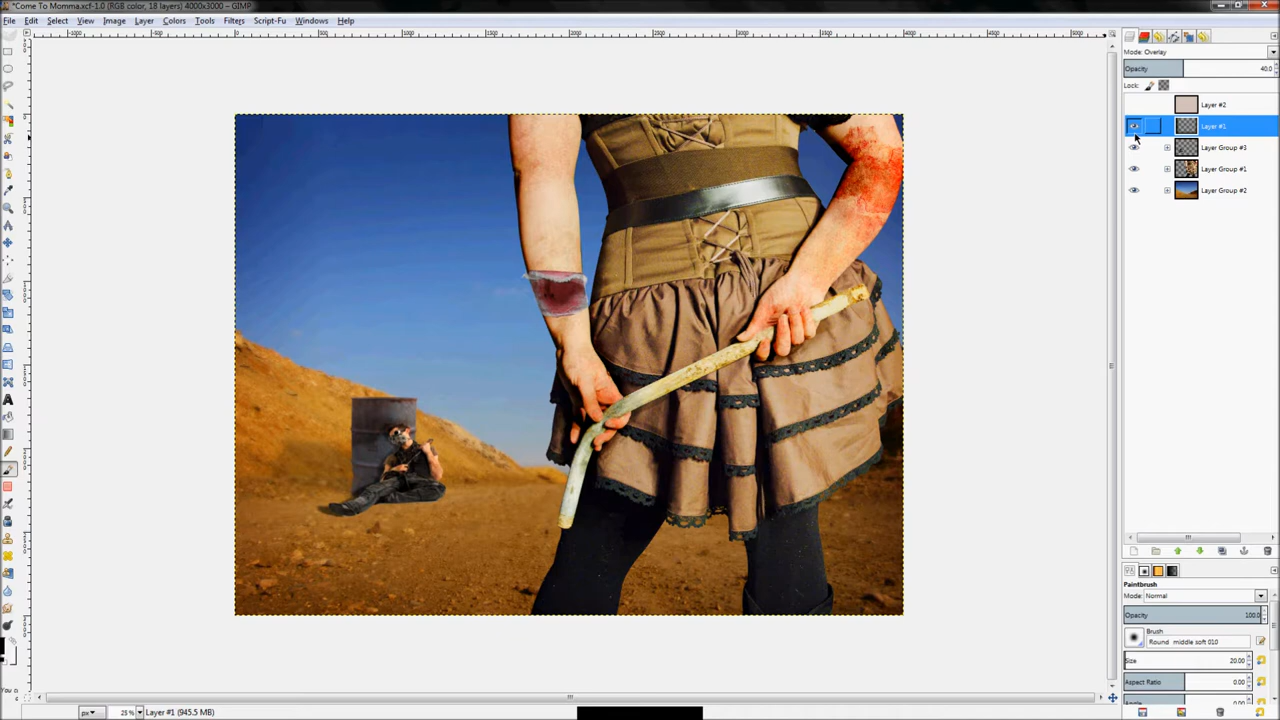 *Come To Momma.xcf-1.0 (RGB color, 18 layers) 4000x3000 – GIMP
File Edit Select View Image Layer Colors Tools Filters Script-Fu Windows Help
Mode: Overlay
Opacity 40.0
Lock:
Layer #2
Layer #1
Layer Group #3
Layer Group #1
Layer Group #2
Paintbrush
Mode: Normal
Opacity 100.0
Brush
Round middle soft 010
Size 20.00
Aspect Ratio 0.00
px 25% Layer #1 (945.5 MB)